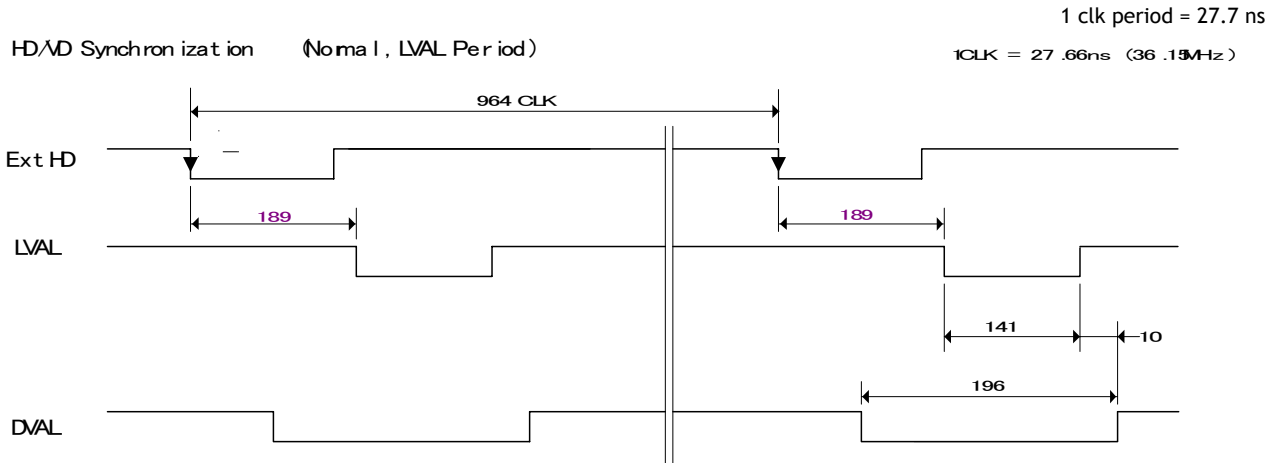 1 clk period = 27.7 ns
HD/VD Synchronization (Normal, LVAL Period)
1CLK = 27.66ns (36.15MHz)
964 CLK
Ext HD
189
189
LVAL
141
10
196
DVAL